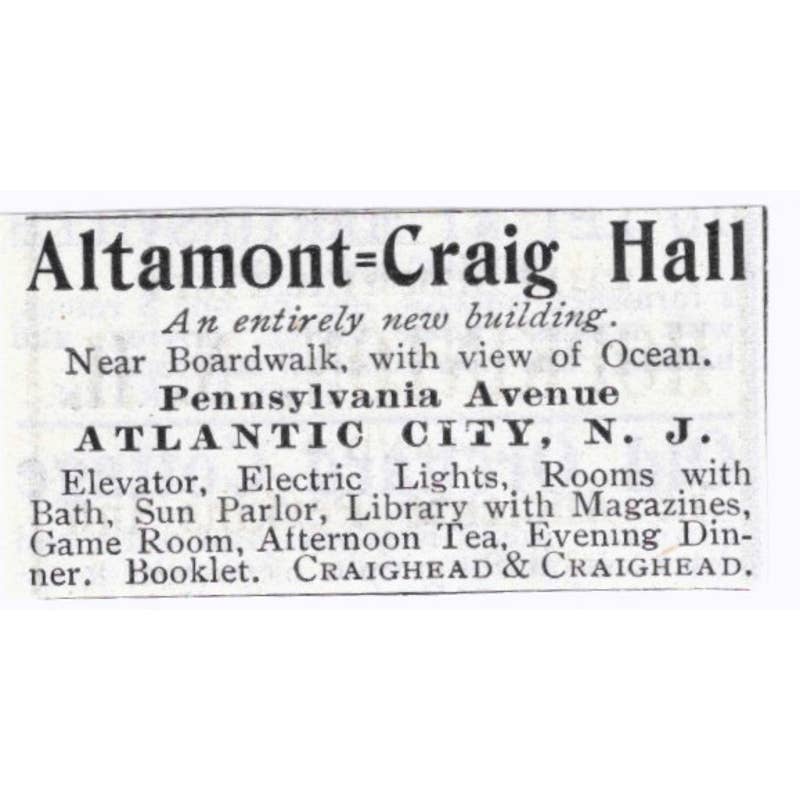 Altamont=Craig Hall
An entirely new building.
Near Boardwalk, with view of Ocean.
Pennsylvania Avenue
ATLANTIC CITY, N. J.
Elevator, Electric Lights, Rooms with
Bath, Sun Parlor, Library with Magazines,
Game Room, Afternoon Tea, Evening Din-
ner. Booklet. CRAIGHEAD & CRAIGHEAD.